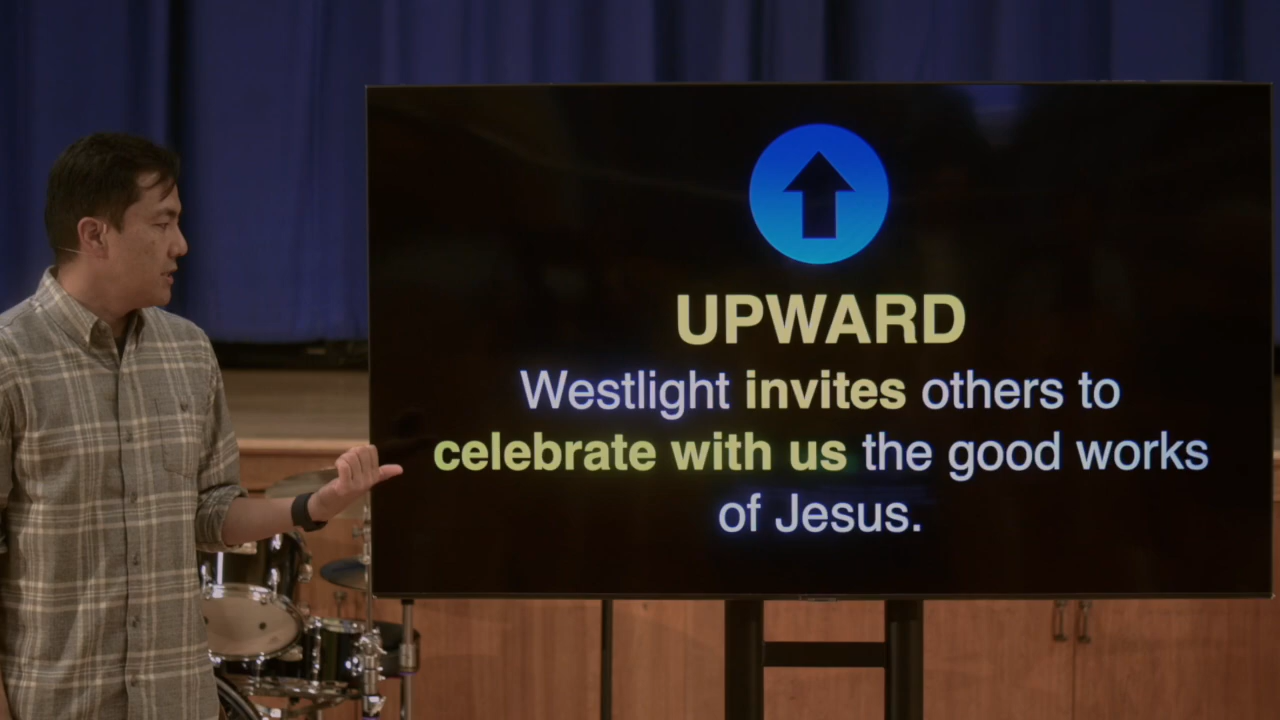 UPWARD
Westlight invites others to
celebrate with us the good works
of Jesus.